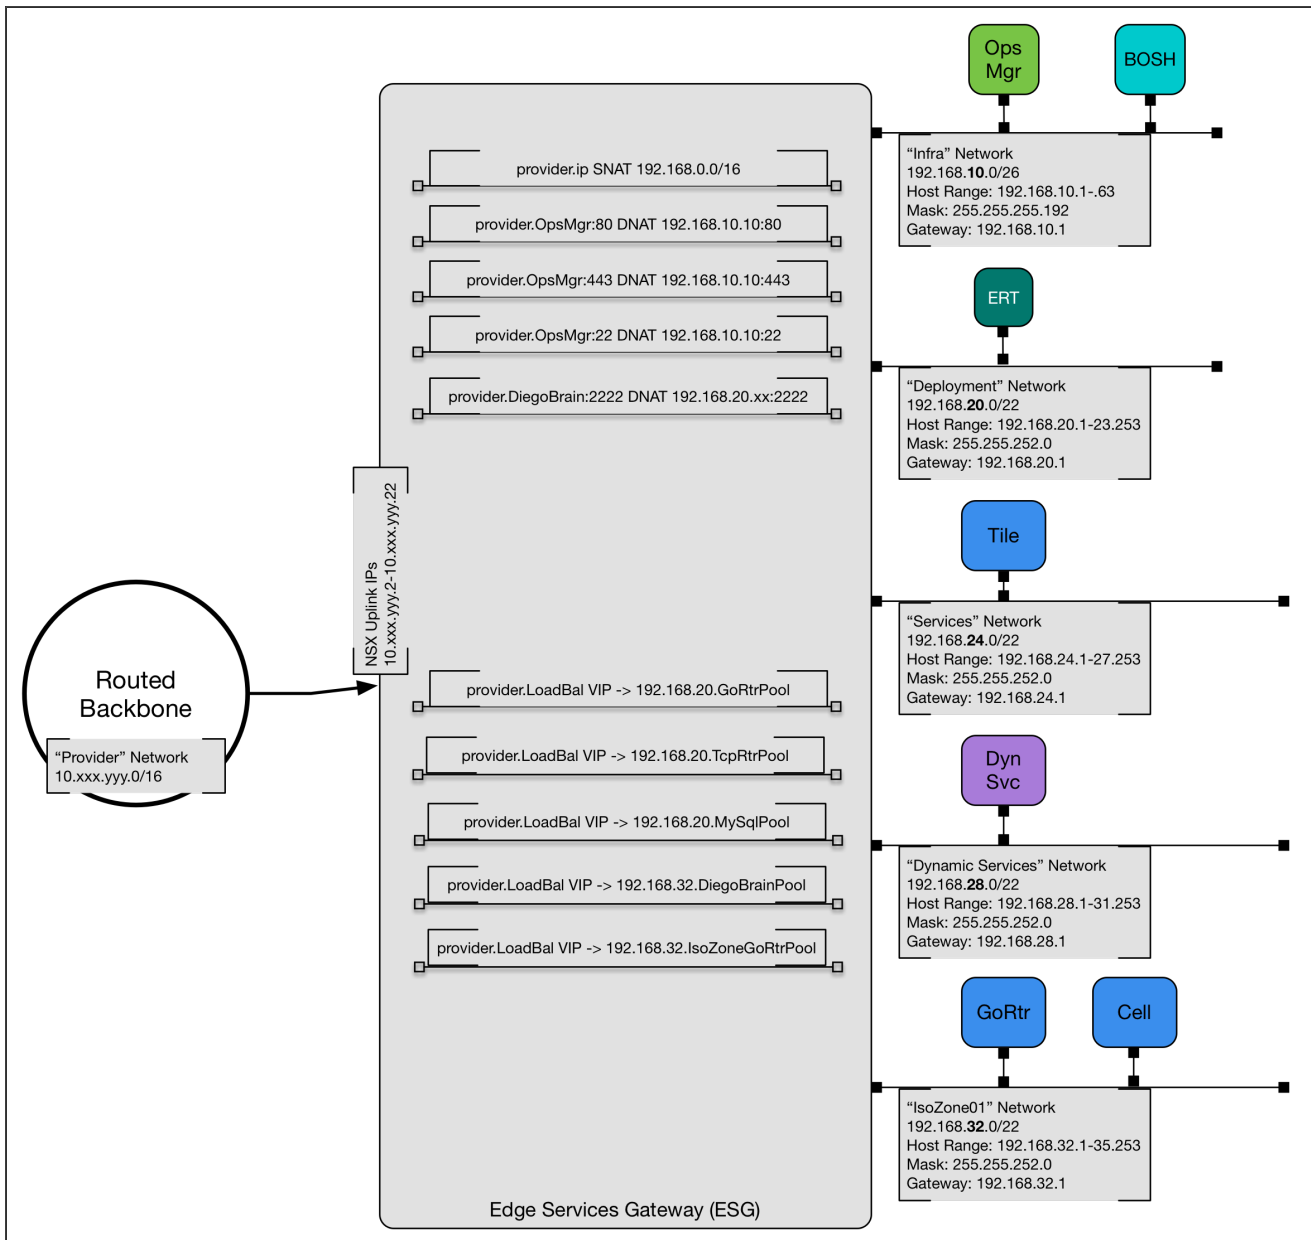 Ops
Mgr
BOSH
“Infra” Network
192.168.10.0/26
Host Range: 192.168.10.1-.63
Mask: 255.255.255.192
Gateway: 192.168.10.1
provider.ip SNAT 192.168.0.0/16
provider.OpsMgr:80 DNAT 192.168.10.10:80
provider.OpsMgr:443 DNAT 192.168.10.10:443
provider.OpsMgr:22 DNAT 192.168.10.10:22
provider.DiegoBrain:2222 DNAT 192.168.20.xx:2222
ERT
“Deployment” Network
192.168.20.0/22
Host Range: 192.168.20.1-23.253
Mask: 255.255.252.0
Gateway: 192.168.20.1
NSX Uplink IPs
10.xxx.yyy.2-10.xxx.yyy.22
Tile
“Services” Network
192.168.24.0/22
Host Range: 192.168.24.1-27.253
Mask: 255.255.252.0
Gateway: 192.168.24.1
Routed
Backbone
“Provider” Network
10.xxx.yyy.0/16
provider.LoadBal VIP -> 192.168.20.GoRtrPool
provider.LoadBal VIP -> 192.168.20.TcpRtrPool
provider.LoadBal VIP -> 192.168.20.MySqlPool
provider.LoadBal VIP -> 192.168.32.DiegoBrainPool
provider.LoadBal VIP -> 192.168.32.IsoZoneGoRtrPool
Dyn
Svc
“Dynamic Services” Network
192.168.28.0/22
Host Range: 192.168.28.1-31.253
Mask: 255.255.252.0
Gateway: 192.168.28.1
GoRtr
Cell
“IsoZone01” Network
192.168.32.0/22
Host Range: 192.168.32.1-35.253
Mask: 255.255.252.0
Gateway: 192.168.32.1
Edge Services Gateway (ESG)